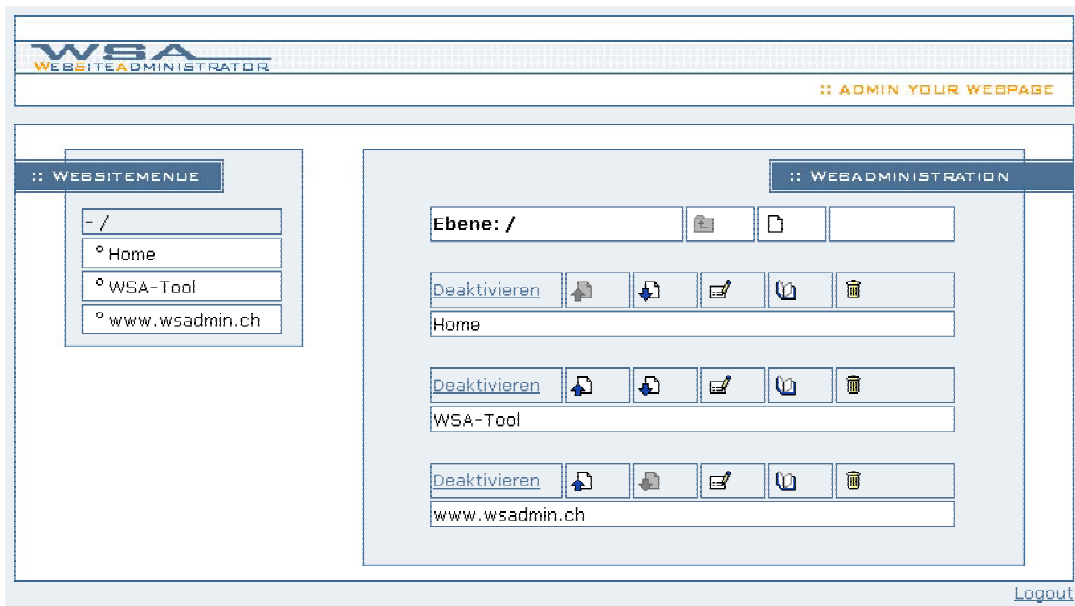 WSA
WEBSITEADMINISTRATOR
:: ADMIN YOUR WEBPAGE
:: WEBSITEMENUE
- /
° Home
° WSA-Tool
° www.wsadmin.ch
:: WEBADMINISTRATION
Ebene: /
Deaktivieren
Home
Deaktivieren
WSA-Tool
Deaktivieren
www.wsadmin.ch
Logout